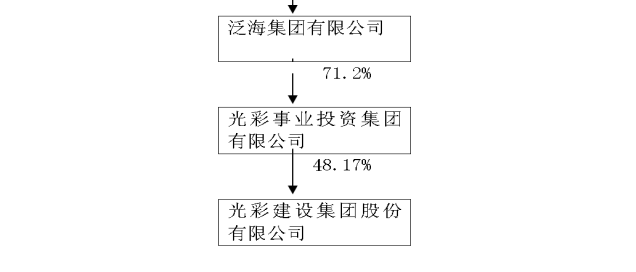 泛海集团有限公司
71.2%
光彩事业投资集团
有限公司
48.17%
光彩建设集团股份
有限公司